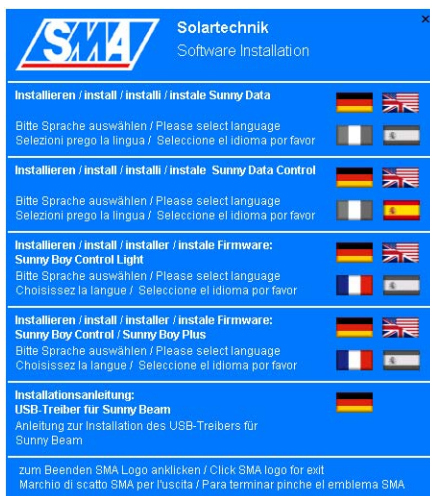 SMA
Solartechnik
Software Installation
x
Installieren / install / installi / instale Sunny Data
Bitte Sprache auswählen / Please select language
Selezioni prego la lingua / Seleccione el idioma por favor
Installieren / install / installi / instale Sunny Data Control
Bitte Sprache auswählen / Please select language
Selezioni prego la lingua / Seleccione el idioma por favor
Installieren / install / installer / instale Firmware:
Sunny Boy Control Light
Bitte Sprache auswählen / Please select language
Choisissez la langue / Seleccione el idioma por favor
Installieren / install / installer / instale Firmware:
Sunny Boy Control / Sunny Boy Plus
Bitte Sprache auswählen / Please select language
Choisissez la langue / Seleccione el idioma por favor
Installationsanleitung:
USB-Treiber für Sunny Beam
Anleitung zur Installation des USB-Treibers für
Sunny Beam
zum Beenden SMA Logo anklicken / Click SMA logo for exit
Marchio di scatto SMA per l'uscita / Para terminar pinche el emblema SMA